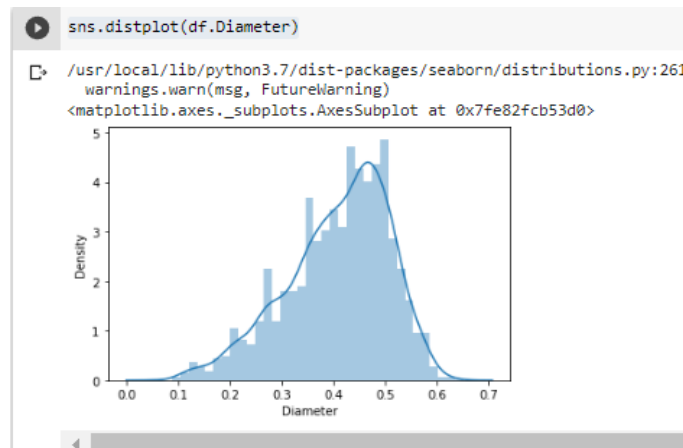 sns.distplot(df.Diameter)
/usr/local/lib/python3.7/dist-packages/seaborn/distributions.py:261
warnings.warn(msg, FutureWarning)
<matplotlib.axes._subplots.AxesSubplot at 0x7fe82fcb53d0>
5
4
3
2
1
0
Density
0.0 0.1 0.2 0.3 0.4 0.5 0.6 0.7
Diameter